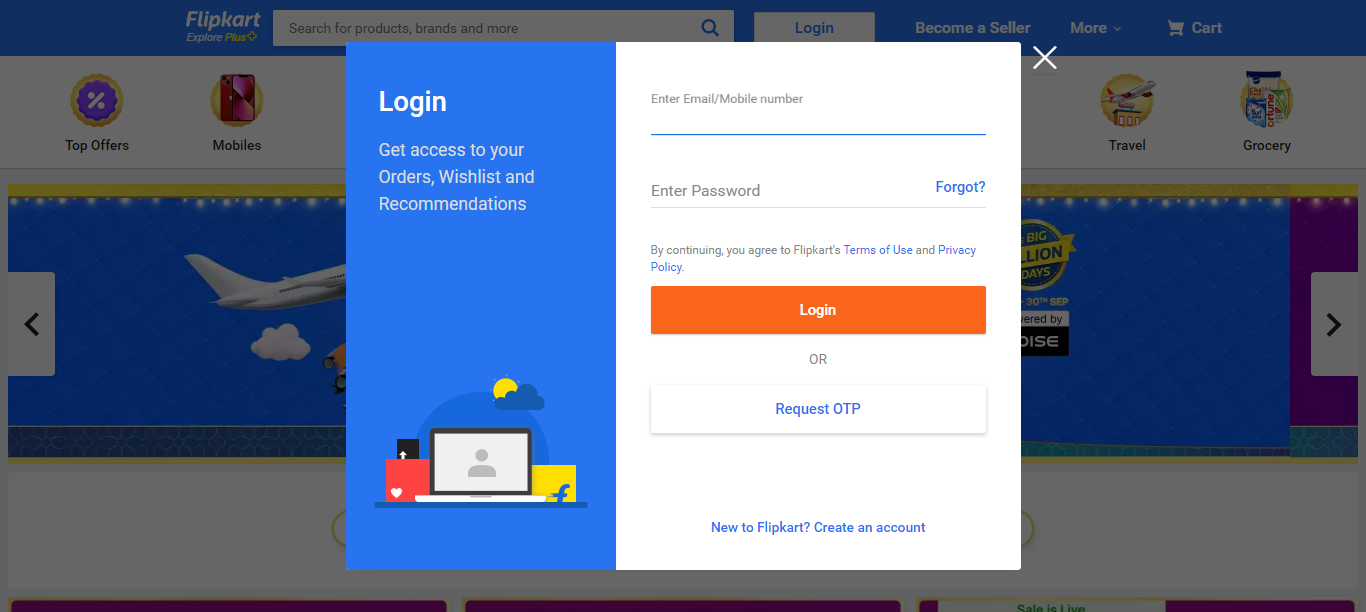 Flipkart
Explore Plus
Search for products, brands and more
Login
Become a Seller
More
Cart
Top Offers
Mobiles
Travel
Grocery
Login
Get access to your
Orders, Wishlist and
Recommendations
Enter Email/Mobile number
Enter Password
Forgot?
By continuing, you agree to Flipkart's Terms of Use and Privacy
Policy.
Login
OR
Request OTP
New to Flipkart? Create an account
BIG
DAYS
30TH SEP
by
Sale is Live